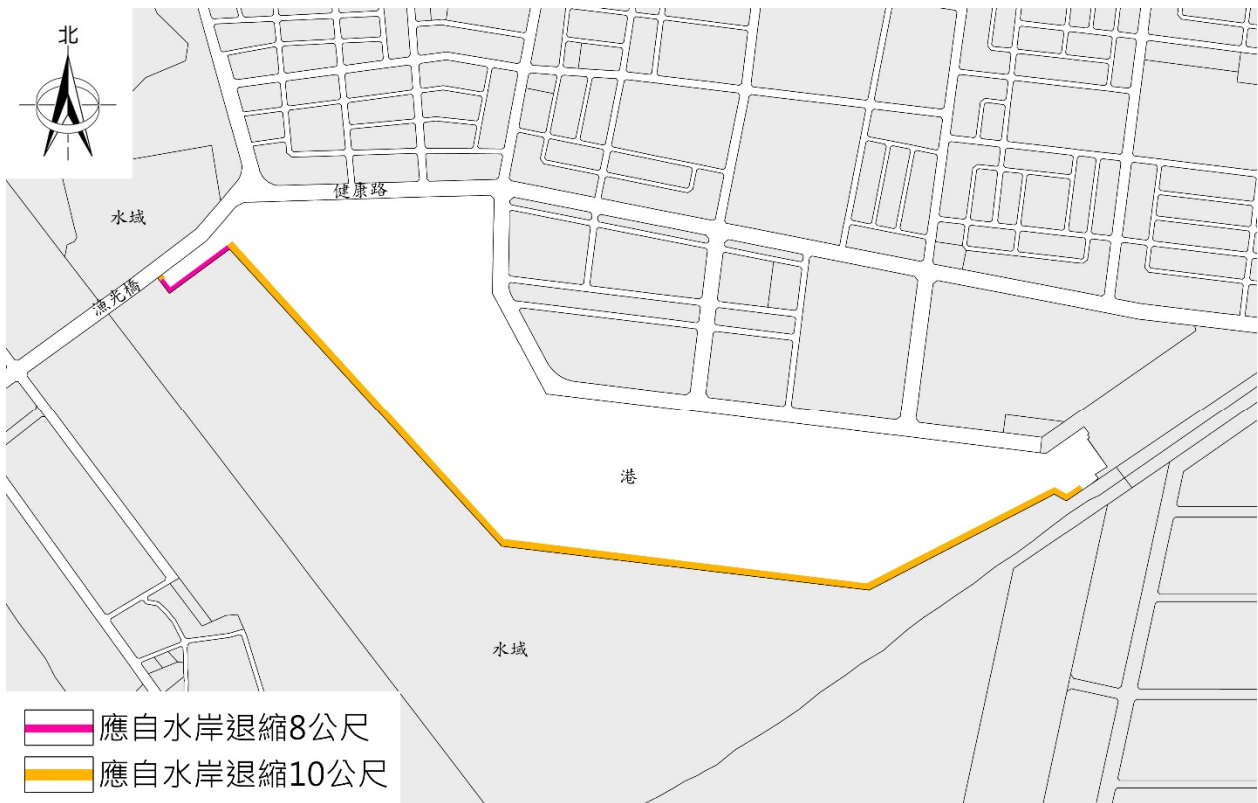 北
健康路
水域
漁光橋
港
水域
應自水岸退縮8公尺
應自水岸退縮10公尺